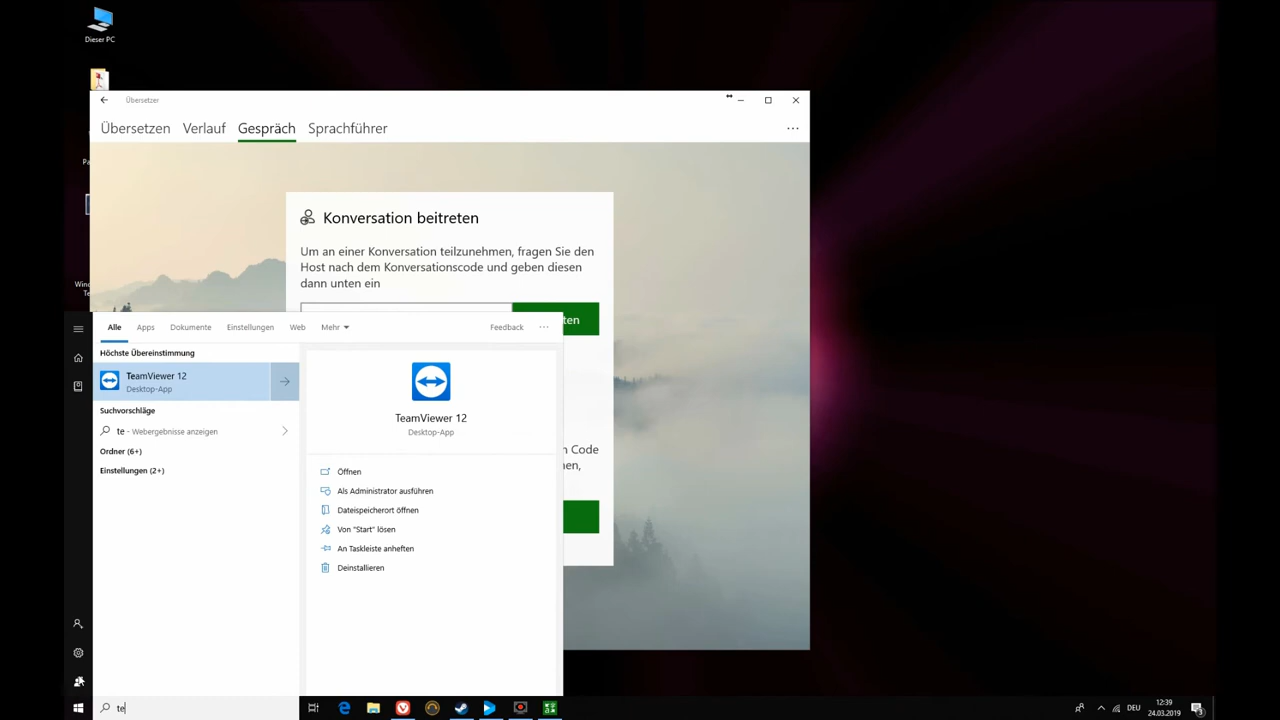 Dieser PC
Übersetzer
Übersetzen Verlauf Gespräch Sprachführer
Konversation beitreten
Um an einer Konversation teilzunehmen, fragen Sie den
Host nach dem Konversationscode und geben diesen
dann unten ein
Alle Apps Dokumente Einstellungen Web Mehr Feedback
Höchste Übereinstimmung
TeamViewer 12
Desktop-App
Suchvorschläge
te - Webergebnisse anzeigen
Ordner (6+)
Einstellungen (2+)
TeamViewer 12
Desktop-App
Öffnen
Als Administrator ausführen
Dateispeicherort öffnen
Von "Start" lösen
An Taskleiste anheften
Deinstallieren
Code
te
DEU
12:39
24.03.2019
3